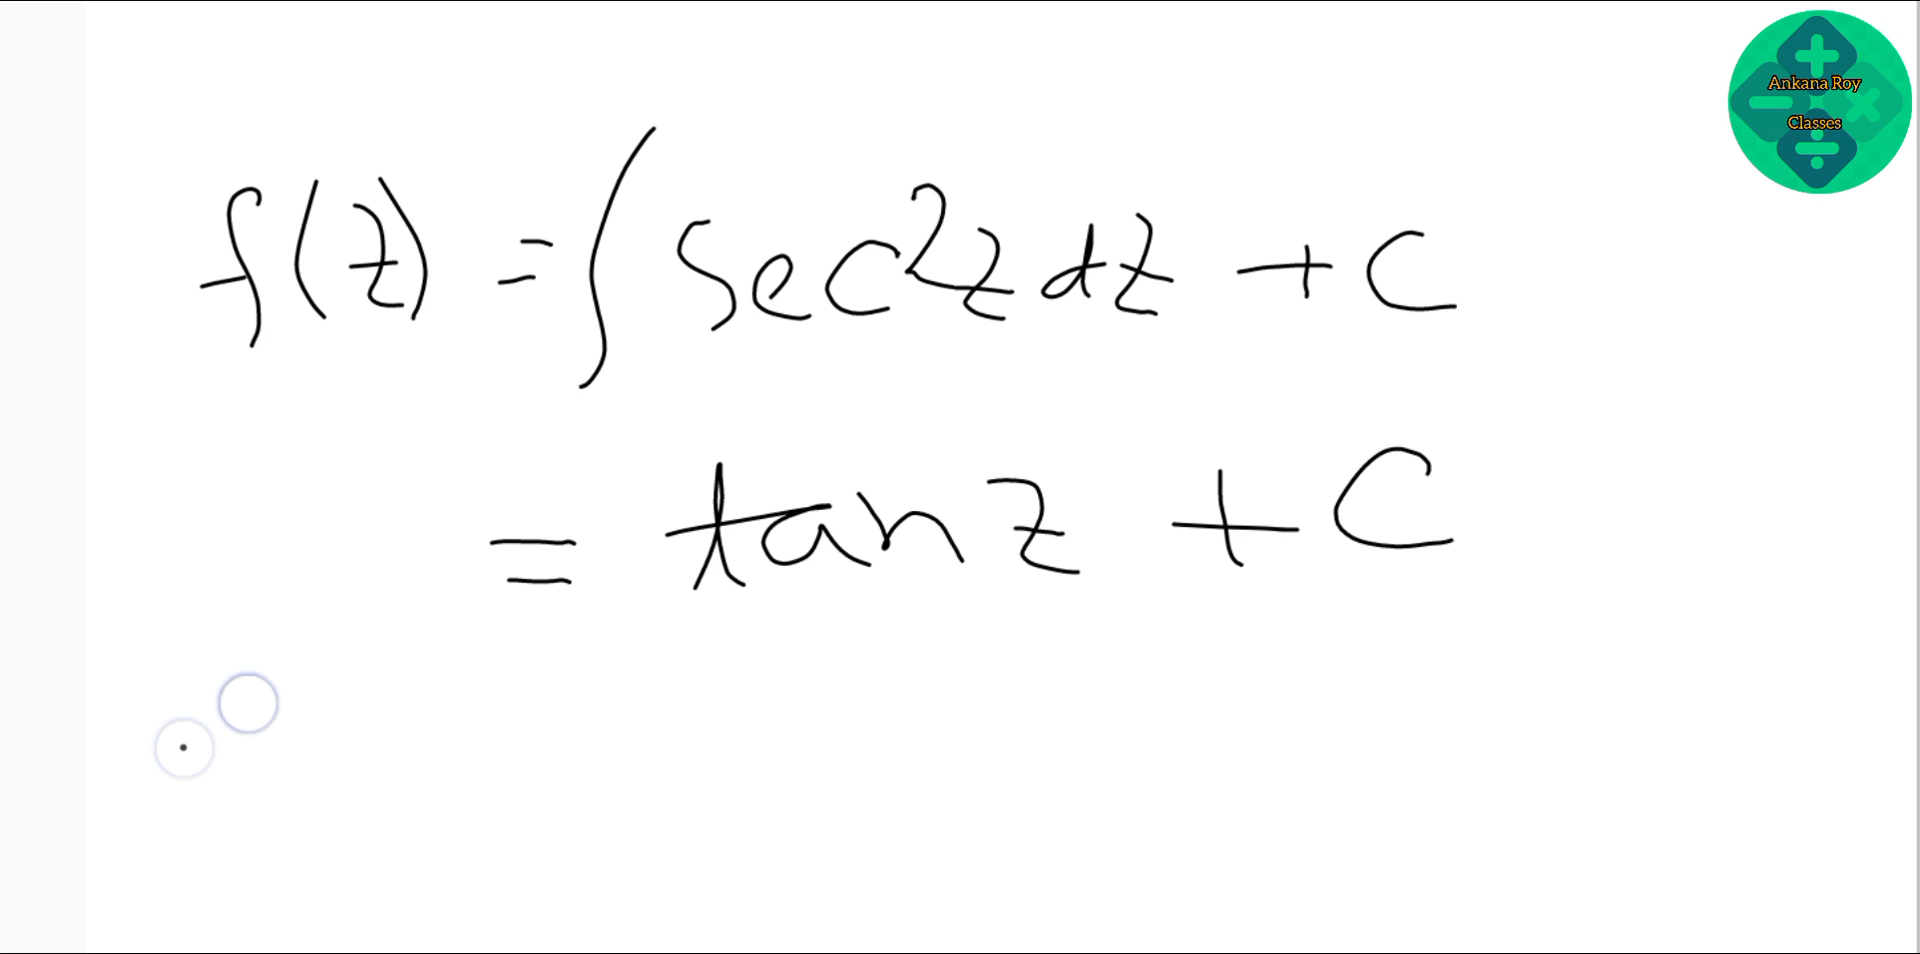 Ankana Roy
Classes
f(z) = ∫ sec²z dz + C
= tan z + C